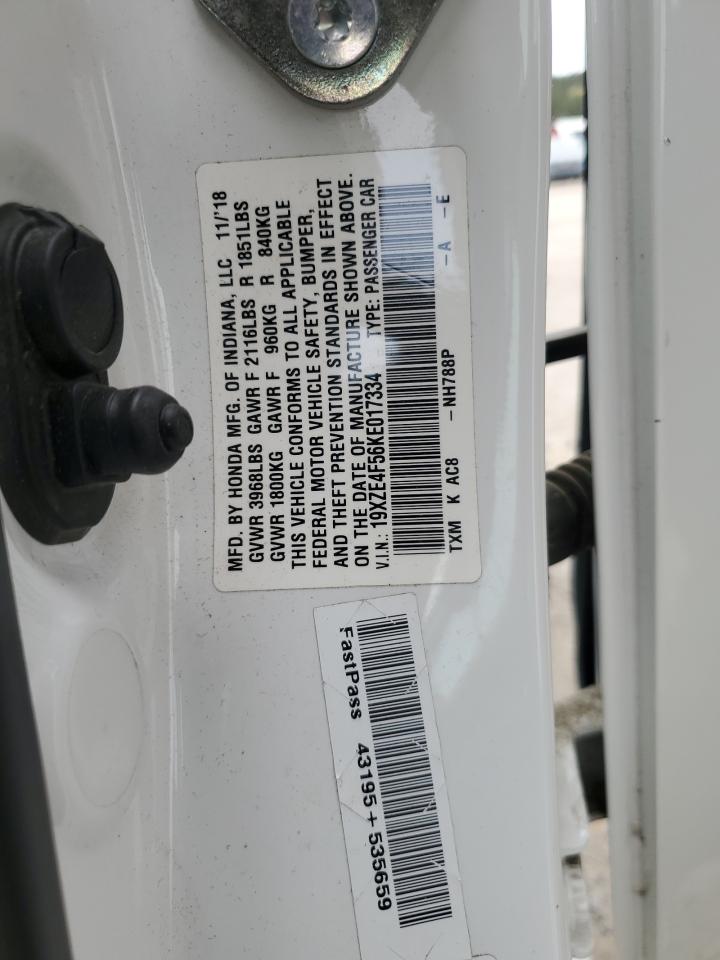 MFD. BY HONDA MFG. OF INDIANA, LLC 11/'18
GVWR 3968LBS GAWR F 2116LBS R 1851LBS
GVWR 1800KG GAWR F 960KG R 840KG
THIS VEHICLE CONFORMS TO ALL APPLICABLE
FEDERAL MOTOR VEHICLE SAFETY, BUMPER,
AND THEFT PREVENTION STANDARDS IN EFFECT
ON THE DATE OF MANUFACTURE SHOWN ABOVE.
V.I.N.: 19XZE4F56KE017334 TYPE: PASSENGER CAR
TXM K AC8 -NH788P -A -E
FastPass 43195+535659